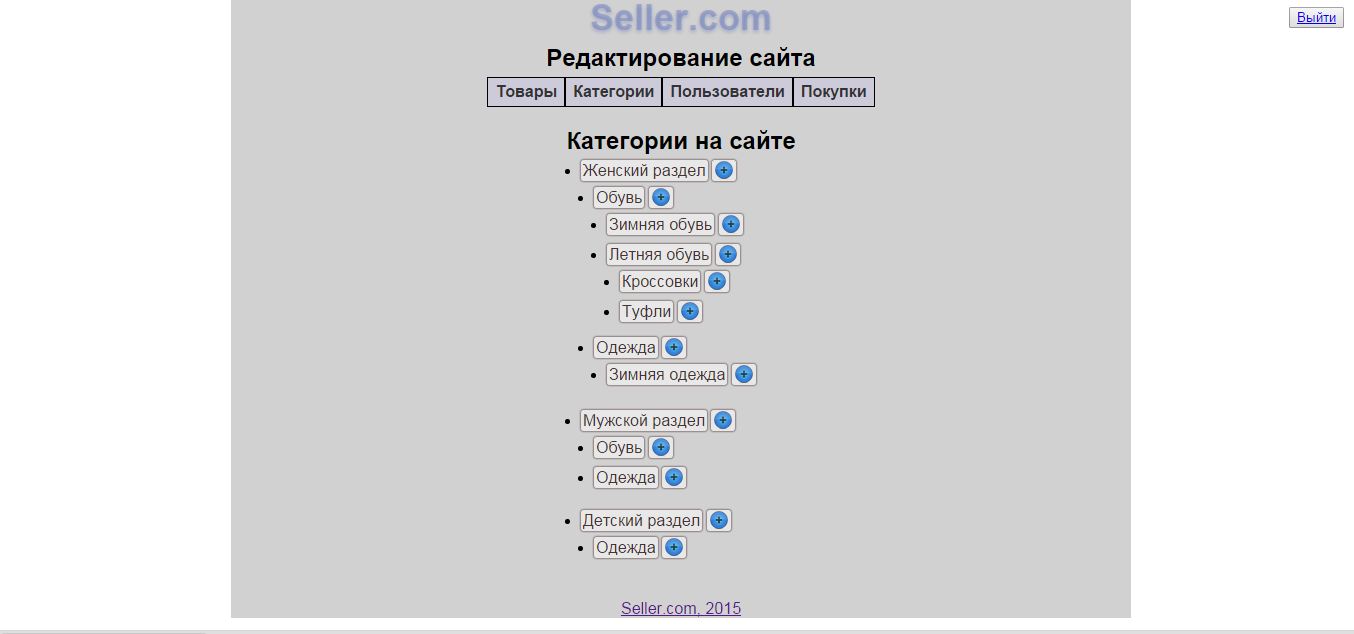 Seller.com
Выйти
Редактирование сайта
Товары Категории Пользователи Покупки
Категории на сайте
Женский раздел +
Обувь +
Зимняя обувь +
Летняя обувь +
Кроссовки +
Туфли +
Одежда +
Зимняя одежда +
Мужской раздел +
Обувь +
Одежда +
Детский раздел +
Одежда +
Seller.com, 2015